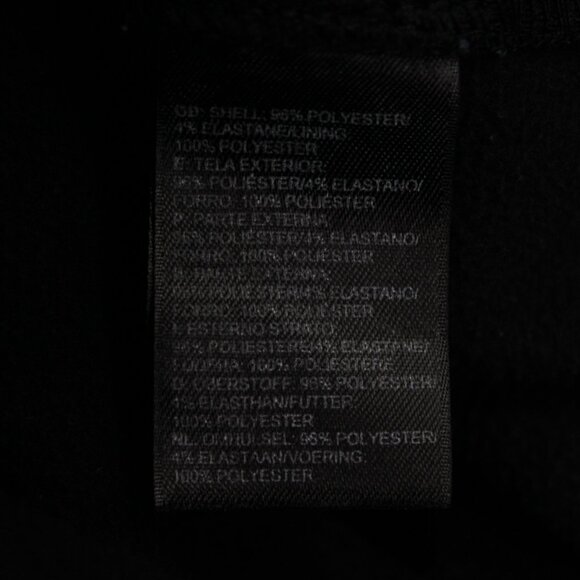 GB: SHELL: 96% POLYESTER/
4% ELASTANE/LINING:
100% POLYESTER
E: TELA EXTERIOR:
96% POLIÉSTER/4% ELASTANO/
FORRO: 100% POLIÉSTER
P: PARTE EXTERNA:
96% POLIÉSTER/4% ELASTANO/
FORRO: 100% POLIÉSTER
PARTE EXTERNA:
96% POLIÉSTER/4% ELASTANO/
FORRO: 100% POLIÉSTER
I: ESTERNO STRATO:
96% POLIESTERE/4% ELASTANE/
FODERA: 100% POLIESTERE
D: OBERSTOFF: 96% POLYESTER/
4% ELASTHAN/FUTTER:
100% POLYESTER
NL: OMHULSEL: 96% POLYESTER/
4% ELASTAAN/VOERING:
100% POLYESTER